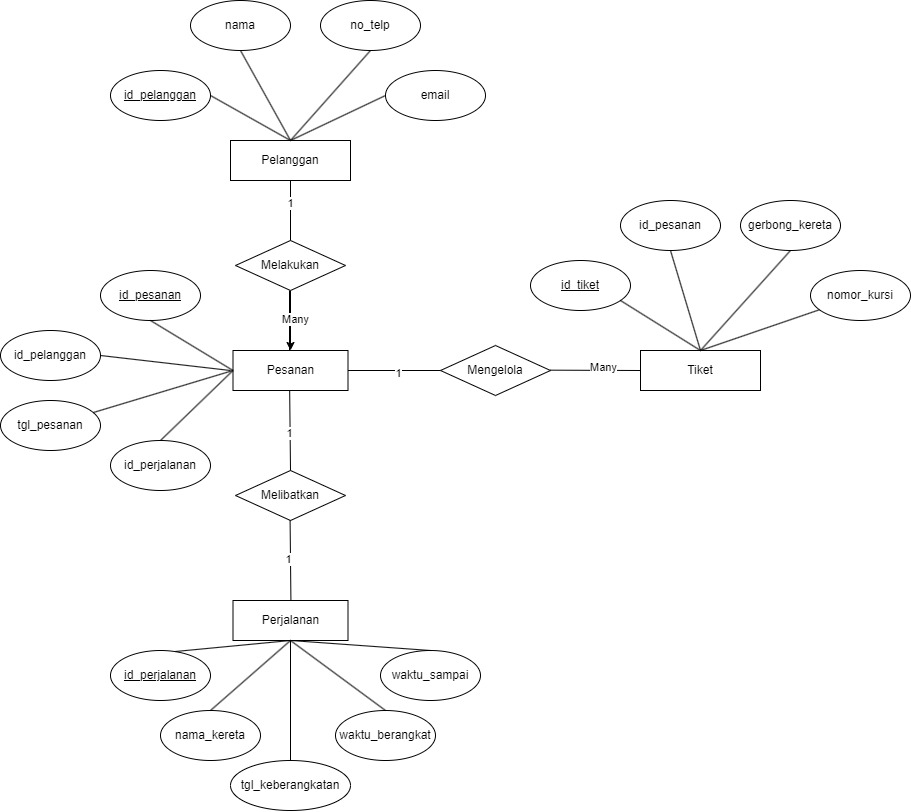 nama
no_telp
id_pelanggan
email
Pelanggan
1
Melakukan
Many
id_pesanan
id_pelanggan
tgl_pesanan
id_perjalanan
Pesanan
1
Mengelola
Many
id_pesanan
gerbong_kereta
id_tiket
nomor_kursi
Tiket
1
Melibatkan
1
Perjalanan
id_perjalanan
waktu_sampai
nama_kereta
waktu_berangkat
tgl_keberangkatan